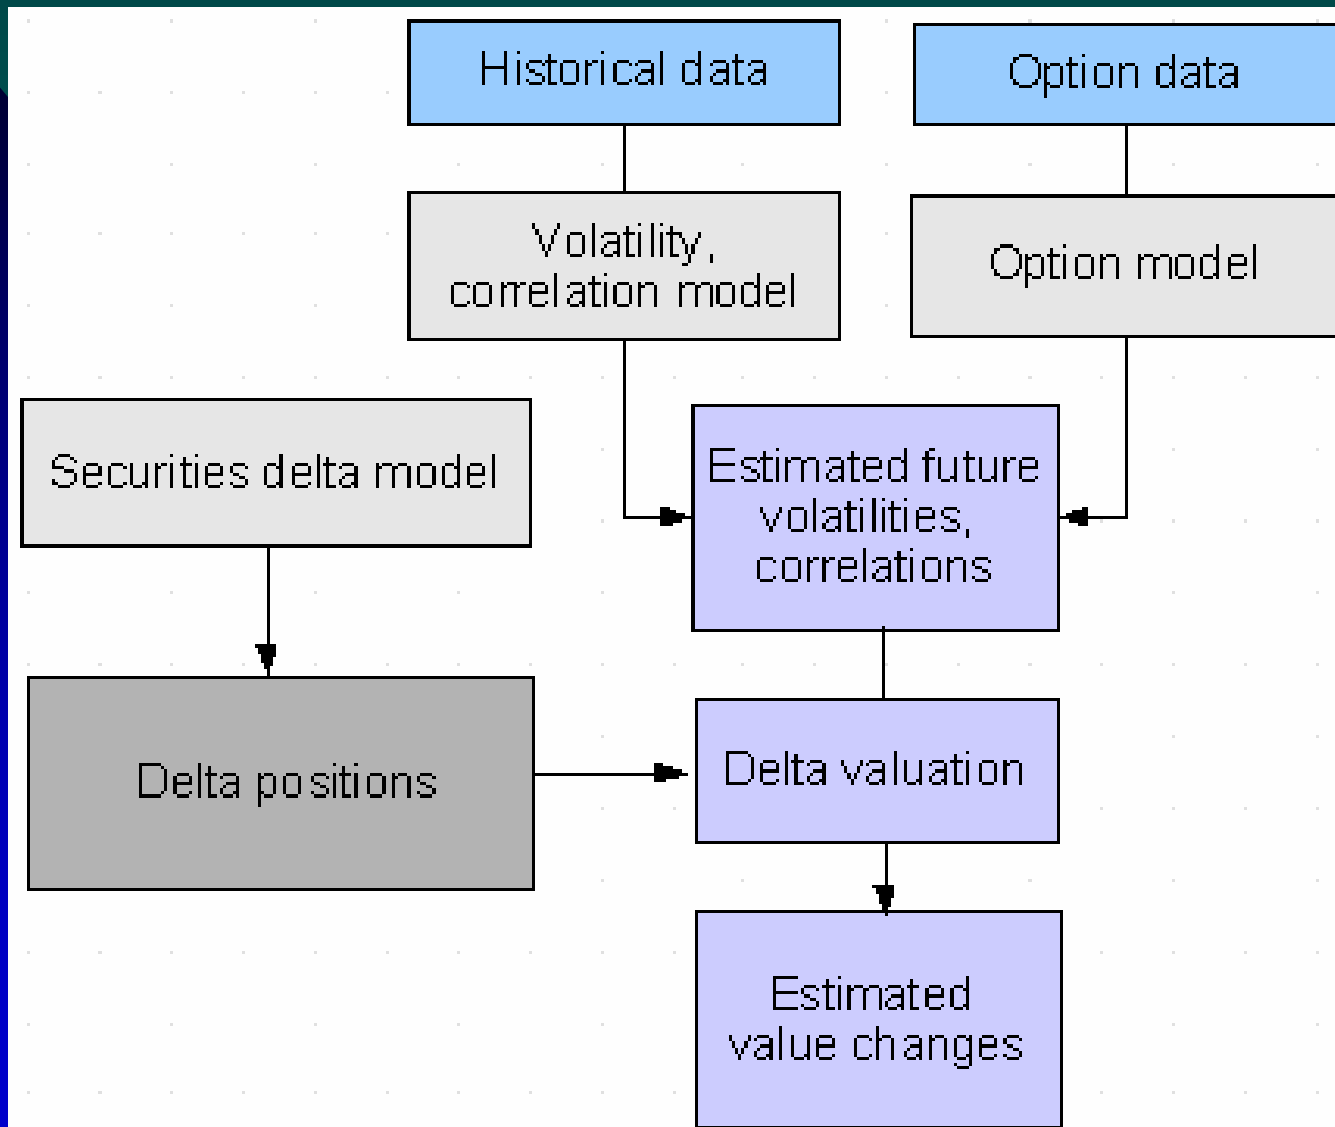 Historical data
Option data
Volatility,
correlation model
Option model
Securities delta model
Estimated future
volatilities,
correlations
Delta positions
Delta valuation
Estimated
value changes